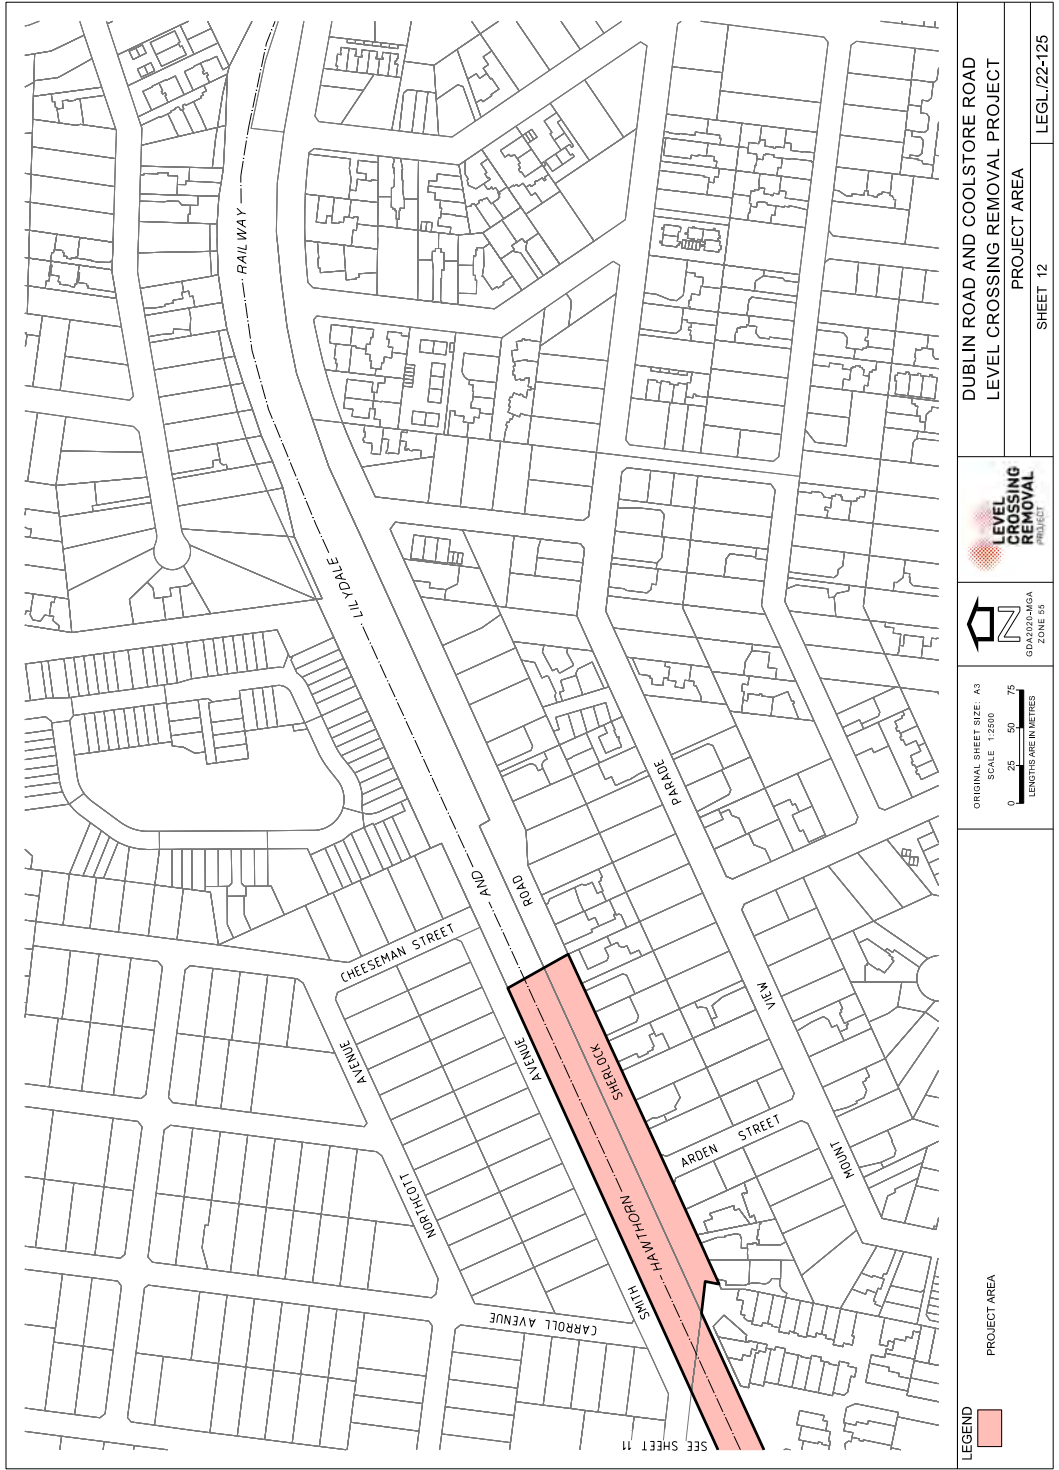 RAILWAY
LILYDALE
AND
ROAD
CHEESEMAN STREET
AVENUE
AVENUE
NORTHCOTT
CARROLL AVENUE
SMITH
HAWTHORN
SHERLOCK
PARADE
VIEW
MOUNT
ARDEN STREET
SEE SHEET 11
LEGEND
PROJECT AREA
ORIGINAL SHEET SIZE: A3
SCALE 1:2500
0 25 50 75
LENGTHS ARE IN METRES
N
GDA2020-MGA
ZONE 55
LEVEL
CROSSING
REMOVAL
PROJECT
DUBLIN ROAD AND COOLSTORE ROAD
LEVEL CROSSING REMOVAL PROJECT
PROJECT AREA
SHEET 12
LEGL./22-125